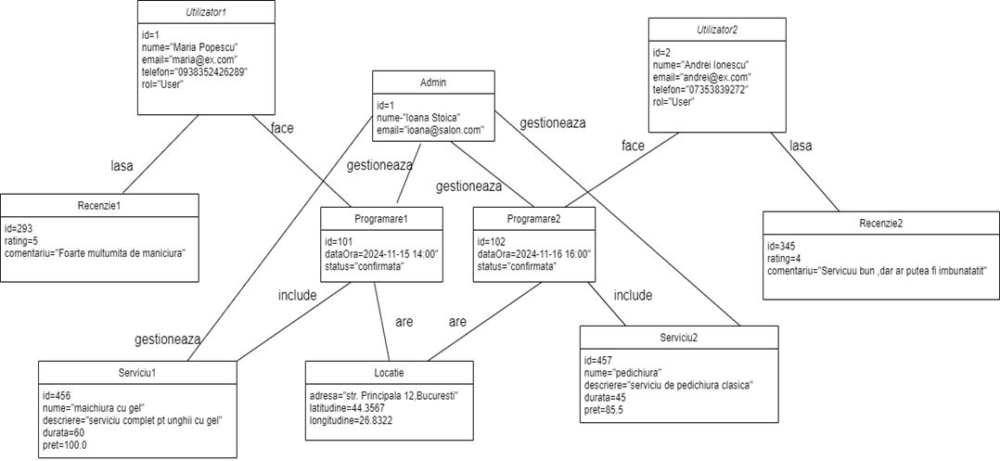 Utilizator1
id=1
nume="Maria Popescu"
email="maria@ex.com"
telefon="0938352426289"
rol="User"
Utilizator2
id=2
nume="Andrei Ionescu"
email="andrei@ex.com"
telefon="07353839272"
rol="User"
Admin
id=1
nume-"Ioana Stoica"
email="ioana@salon.com"
face
gestioneaza
lasa
gestioneaza
gestioneaza
face
lasa
Recenzie1
id=293
rating=5
comentariu="Foarte multumita de maniciura"
Programare1
id=101
dataOra=2024-11-15 14:00"
status="confirmata"
Programare2
id=102
dataOra=2024-11-16 16:00"
status="confirmata"
Recenzie2
id=345
rating=4
comentariu="Servicuu bun ,dar ar putea fi imbunatatit"
include
are
are
include
gestioneaza
Serviciu1
id=456
nume="maichiura cu gel"
descriere="serviciu complet pt unghii cu gel"
durata=60
pret=100.0
Locatie
adresa="str. Principala 12,Bucuresti"
latitudine=44.3567
longitudine=26.8322
Serviciu2
id=457
nume="pedichiura"
descriere="serviciu de pedichiura clasica"
durata=45
pret=85.5